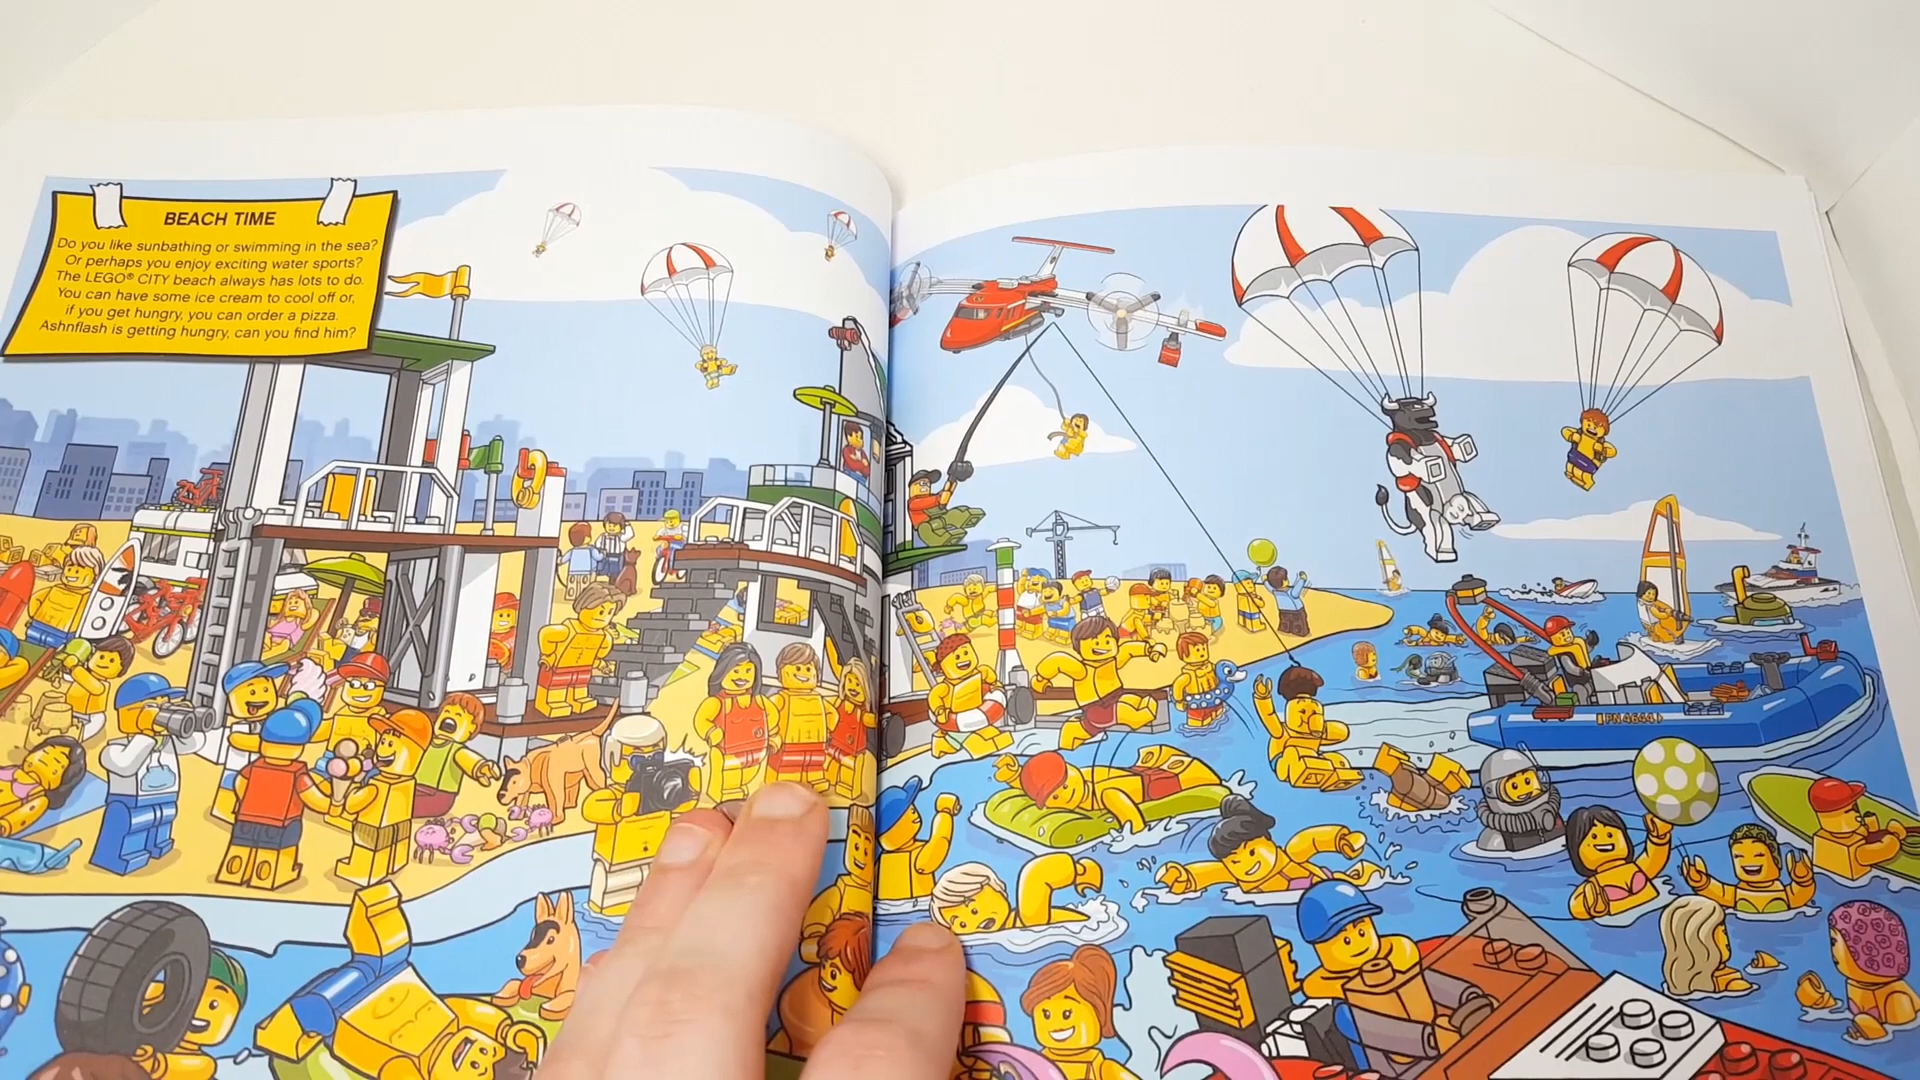 BEACH TIME
Do you like sunbathing or swimming in the sea?
Or perhaps you enjoy exciting water sports?
The LEGO® CITY beach always has lots to do.
You can have some ice cream to cool off or,
if you get hungry, you can order a pizza.
Ashnflash is getting hungry, can you find him?
PN 4644